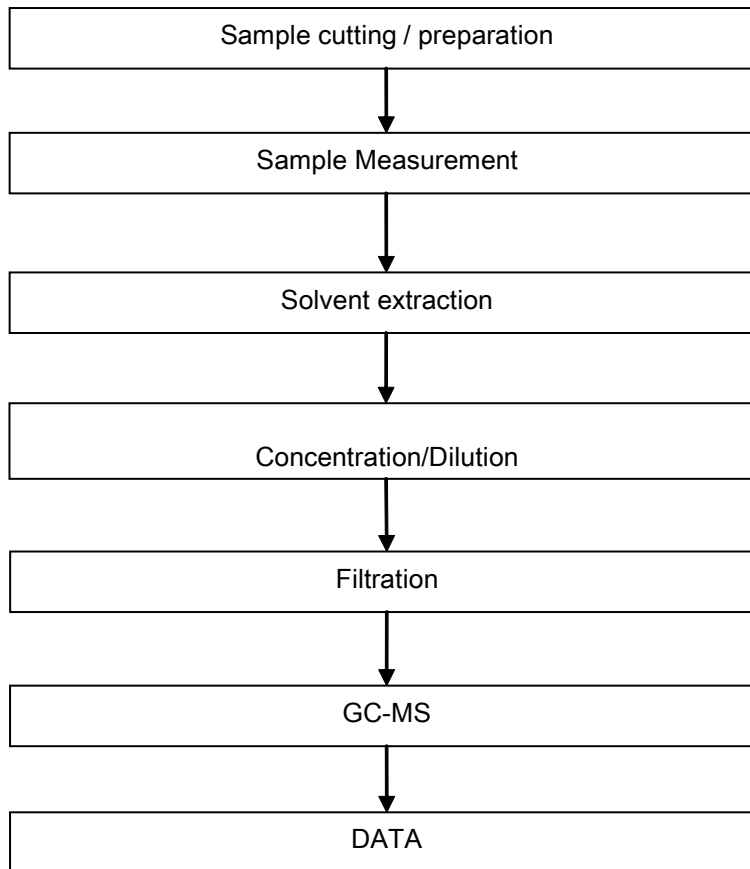 Sample cutting / preparation
Sample Measurement
Solvent extraction
Concentration/Dilution
Filtration
GC-MS
DATA